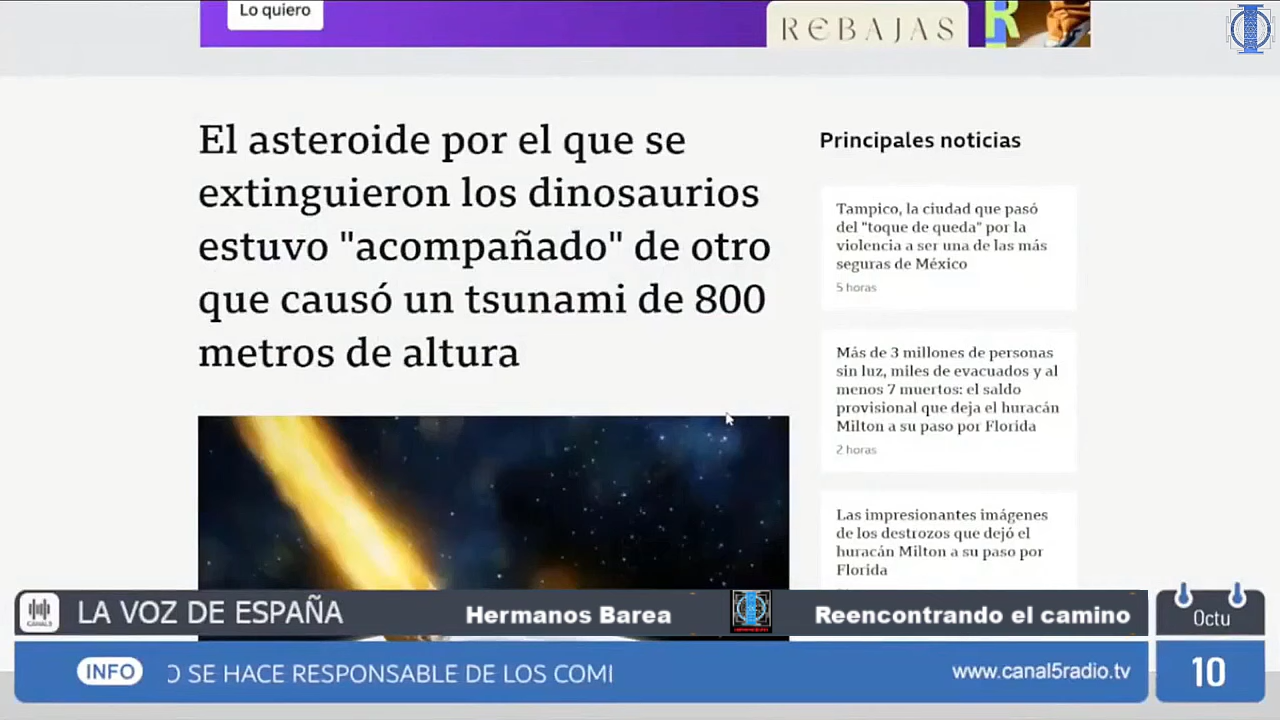 Lo quiero
REBAJAS
R
El asteroide por el que se
extinguieron los dinosaurios
estuvo "acompañado" de otro
que causó un tsunami de 800
metros de altura
Principales noticias
Tampico, la ciudad que pasó
del "toque de queda" por la
violencia a ser una de las más
seguras de México
5 horas
Más de 3 millones de personas
sin luz, miles de evacuados y al
menos 7 muertos: el saldo
provisional que deja el huracán
Milton a su paso por Florida
2 horas
Las impresionantes imágenes
de los destrozos que dejó el
huracán Milton a su paso por
Florida
CANAL5
LA VOZ DE ESPAÑA
Hermanos Barea
Reencontrando el camino
Octu
10
INFO
O SE HACE RESPONSABLE DE LOS COMI
www.canal5radio.tv